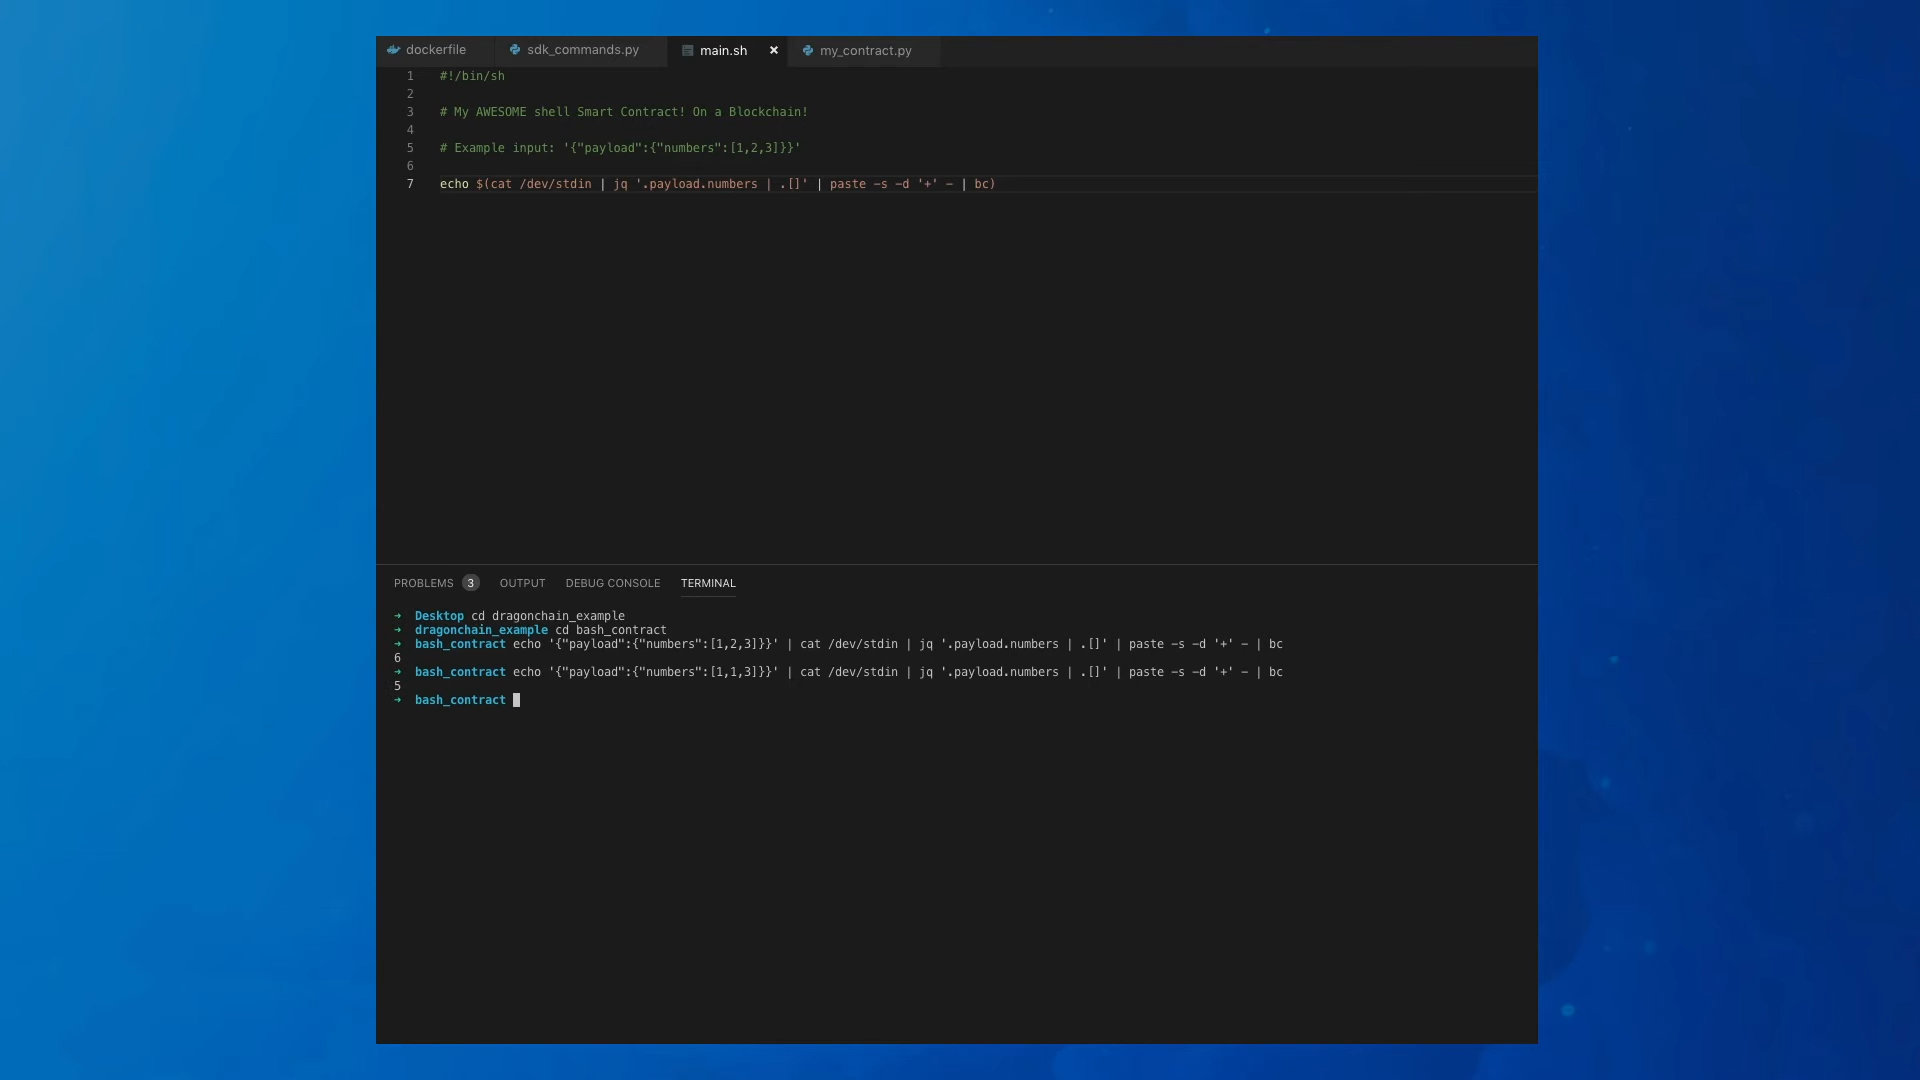 dockerfile sdk_commands.py main.sh × my_contract.py
1 #!/bin/sh
2
3 # My AWESOME shell Smart Contract! On a Blockchain!
4
5 # Example input: '{"payload":{"numbers":[1,2,3]}}'
6
7 echo $(cat /dev/stdin | jq '.payload.numbers | .[]' | paste -s -d '+' - | bc)
PROBLEMS 3 OUTPUT DEBUG CONSOLE TERMINAL
→ Desktop cd dragonchain_example
→ dragonchain_example cd bash_contract
→ bash_contract echo '{"payload":{"numbers":[1,2,3]}}' | cat /dev/stdin | jq '.payload.numbers | .[]' | paste -s -d '+' - | bc
6
→ bash_contract echo '{"payload":{"numbers":[1,1,3]}}' | cat /dev/stdin | jq '.payload.numbers | .[]' | paste -s -d '+' - | bc
5
→ bash_contract